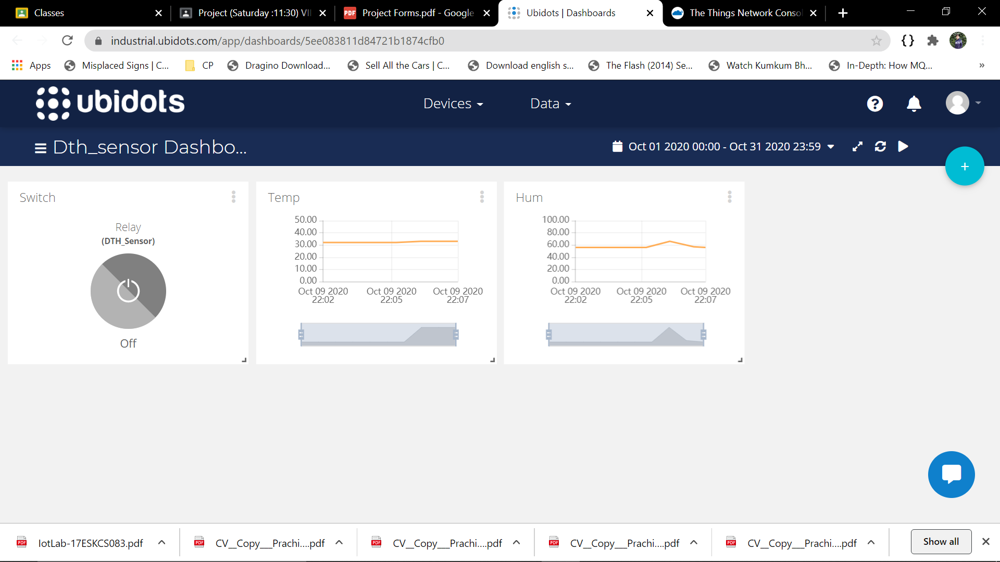 Classes
Project (Saturday :11:30) VII
Project Forms.pdf - Google
Ubidots | Dashboards
The Things Network Consol
industrial.ubidots.com/app/dashboards/5ee083811d84721b1874cfb0
Apps
Misplaced Signs | C...
CP
Dragino Download...
Sell All the Cars | C...
Download english s...
The Flash (2014) Se...
Watch Kumkum Bh...
In-Depth: How MQ...
»
ubidots
Devices
Data
Dth_sensor Dashbo...
Oct 01 2020 00:00 - Oct 31 2020 23:59
Switch
Relay
(DTH_Sensor)
Off
Temp
50.00
40.00
30.00
20.00
10.00
0.00
Oct 09 2020 22:02
Oct 09 2020 22:05
Oct 09 2020 22:07
Hum
100.00
80.00
60.00
40.00
20.00
0.00
Oct 09 2020 22:02
Oct 09 2020 22:05
Oct 09 2020 22:07
IotLab-17ESKCS083.pdf
CV__Copy___Prachi....pdf
CV__Copy___Prachi....pdf
CV__Copy___Prachi....pdf
CV__Copy___Prachi....pdf
Show all